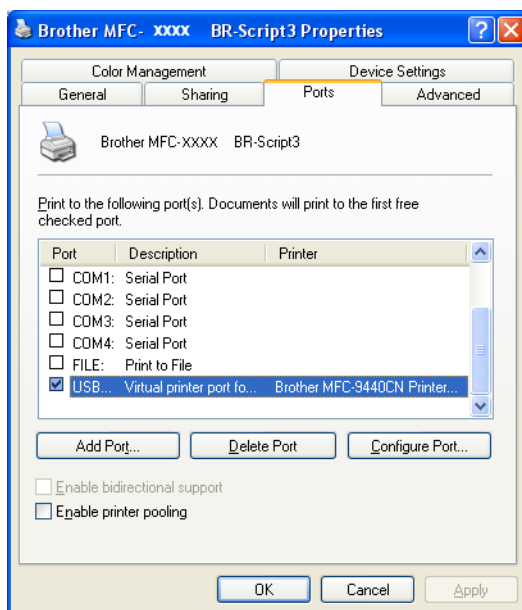 Brother MFC- XXXX BR-Script3 Properties
Color Management Device Settings
General Sharing Ports Advanced
Brother MFC-XXXX BR-Script3
Print to the following port(s). Documents will print to the first free
checked port.
Port Description Printer
COM1: Serial Port
COM2: Serial Port
COM3: Serial Port
COM4: Serial Port
FILE: Print to File
USB... Virtual printer port fo... Brother MFC-9440CN Printer...
Add Port... Delete Port Configure Port...
Enable bidirectional support
Enable printer pooling
OK Cancel Apply